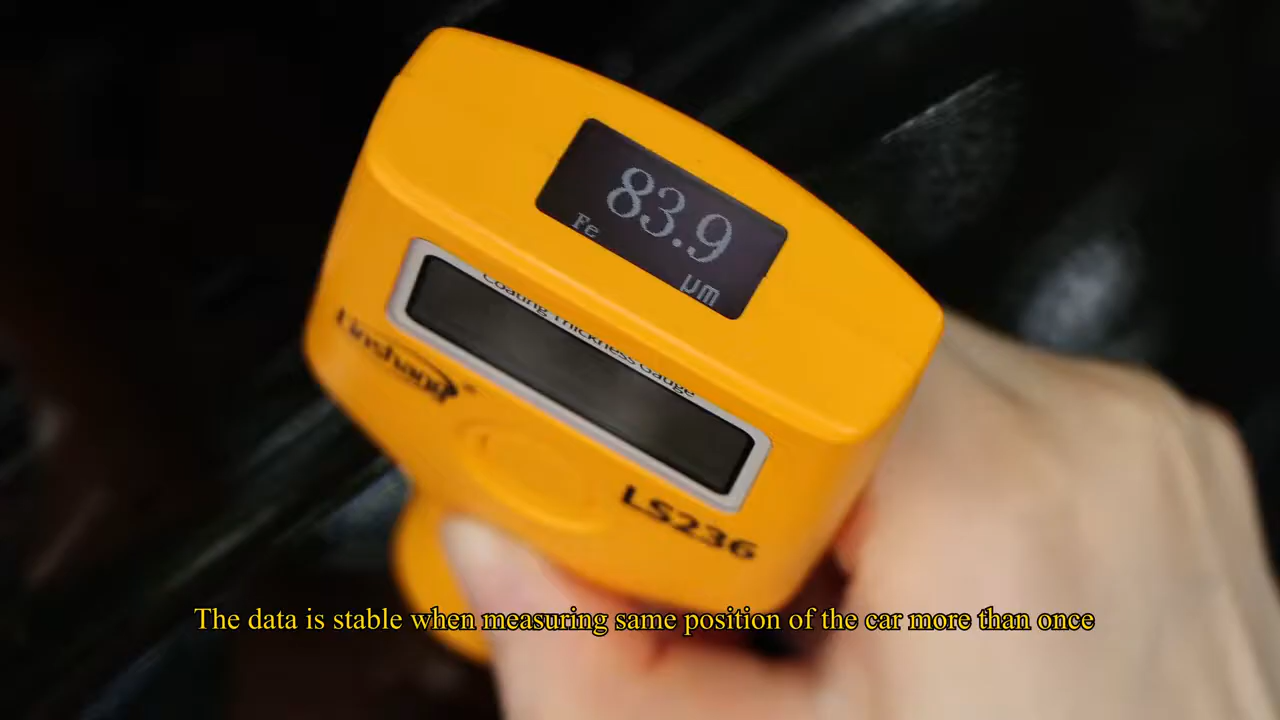 83.9
Fe
μm
Coating Thickness Gauge
Linshang
LS236
The data is stable when measuring same position of the car more than once